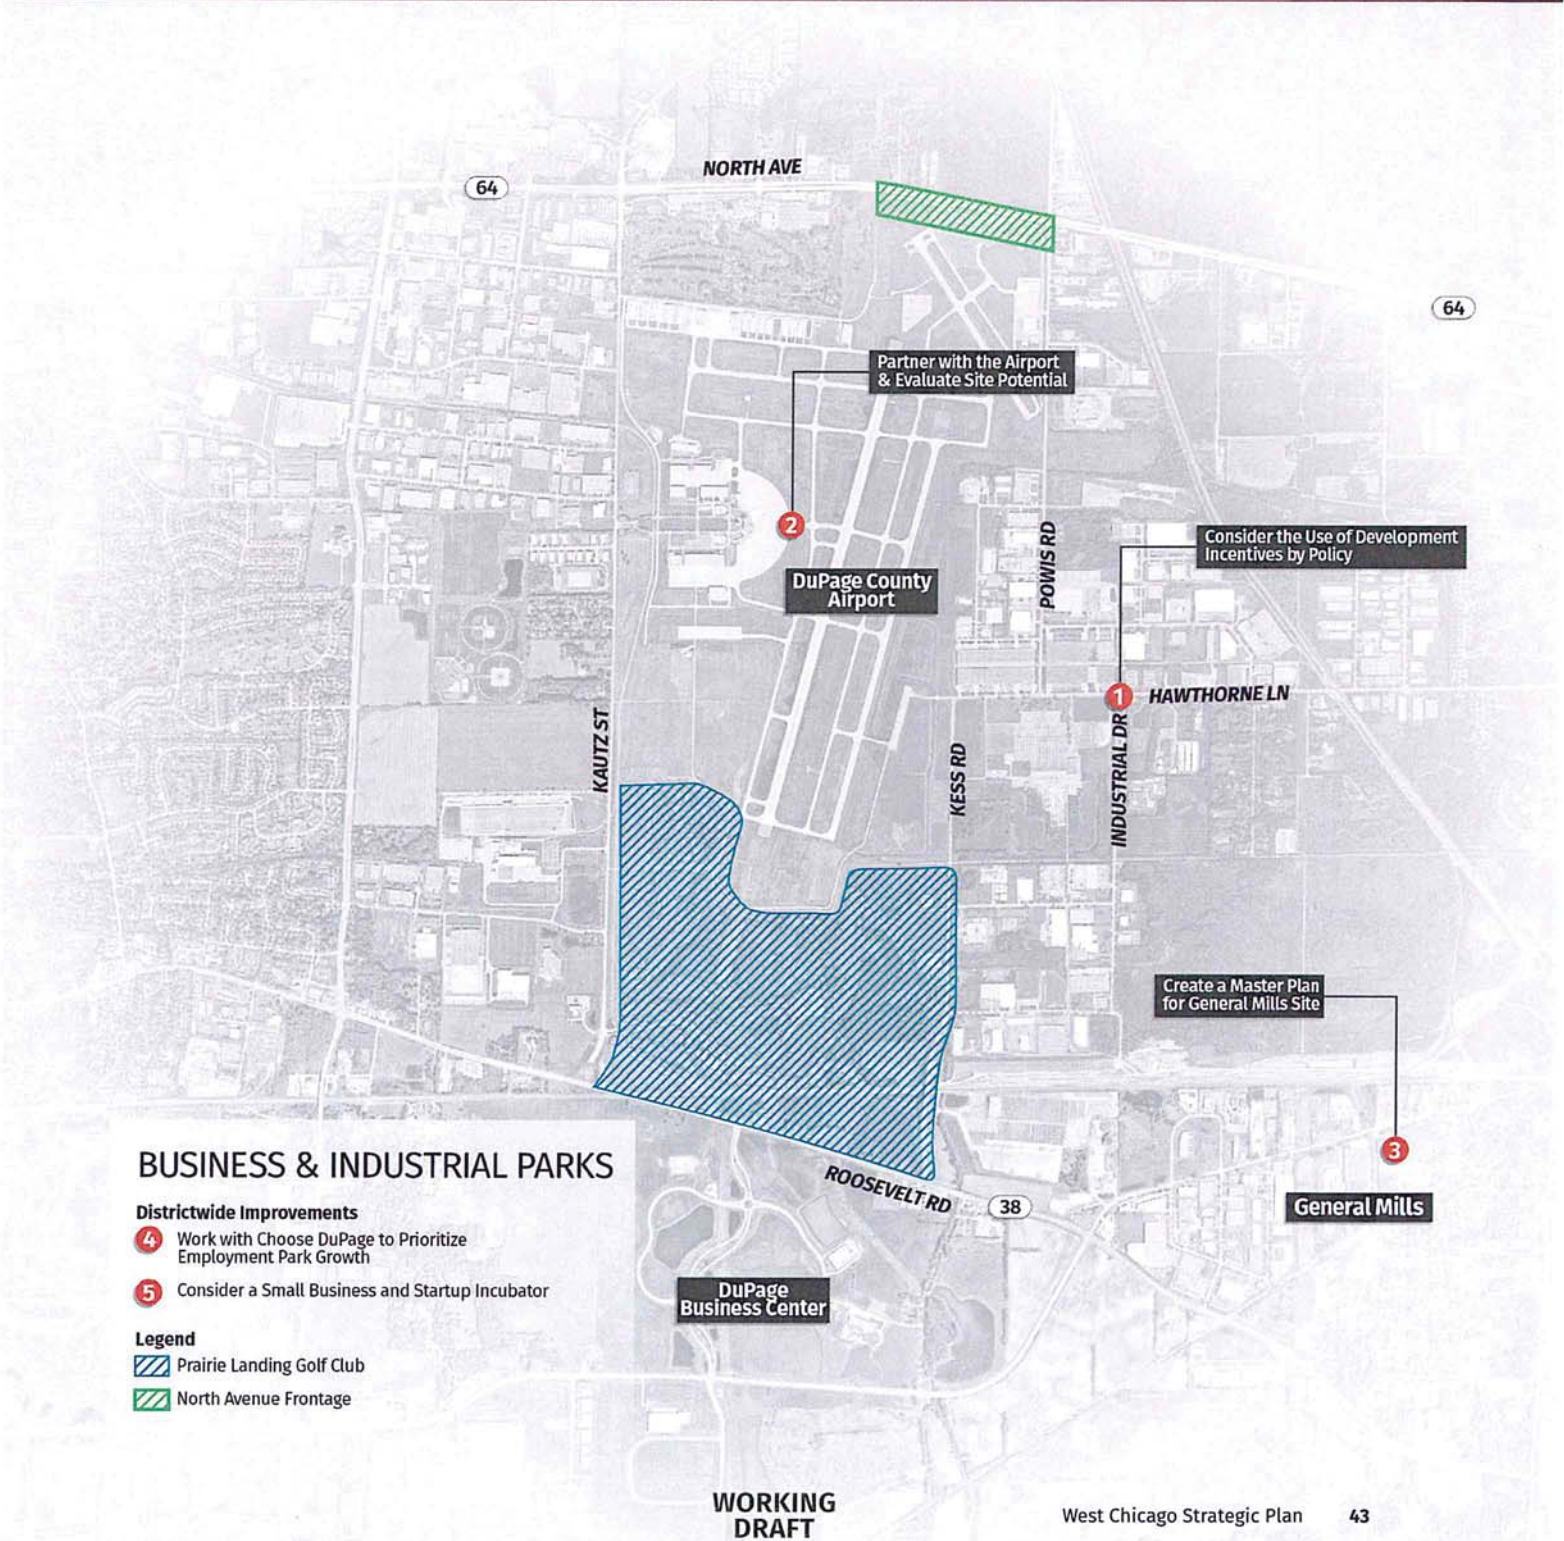 NORTH AVE
64
64
Partner with the Airport
& Evaluate Site Potential
2
DuPage County
Airport
POWIS RD
Consider the Use of Development
Incentives by Policy
1
HAWTHORNE LN
KAUTZ ST
KESS RD
INDUSTRIAL DR
Create a Master Plan
for General Mills Site
3
General Mills
ROOSEVELT RD
38
DuPage
Business Center
BUSINESS & INDUSTRIAL PARKS
Districtwide Improvements
4 Work with Choose DuPage to Prioritize
Employment Park Growth
5 Consider a Small Business and Startup Incubator
Legend
Prairie Landing Golf Club
North Avenue Frontage
WORKING
DRAFT
West Chicago Strategic Plan 43